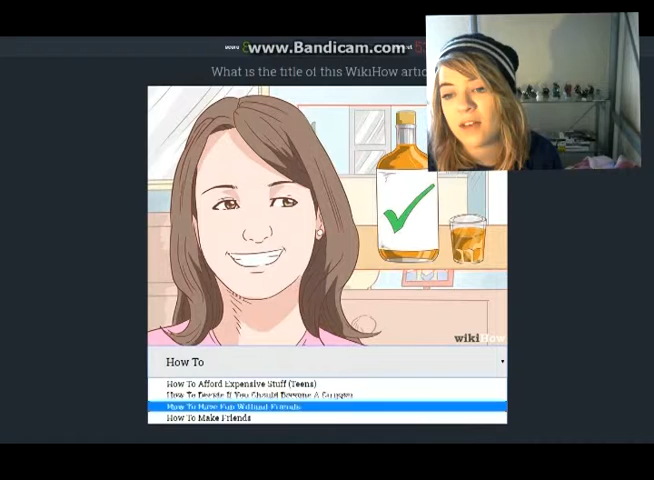 www.Bandicam.com
What is the title of this WikiHow artic
wikiHow
How To
How To Afford Expensive Stuff (Teens)
How To Decide If You Should Become A
How To Have Fun Without Friends
How To Make Friends